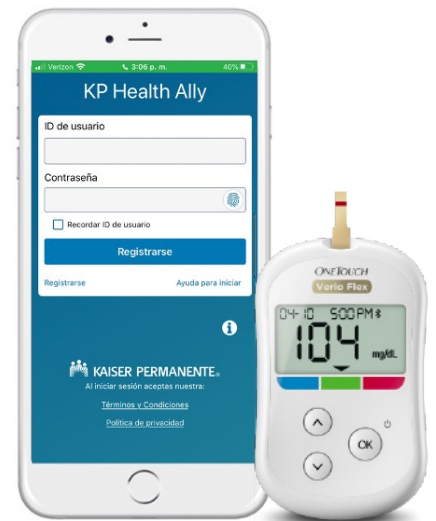 Verizon 3:06 p. m. 40%
KP Health Ally
ID de usuario
Contraseña
Recordar ID de usuario
Registrarse
Registrarse Ayuda para iniciar
i
KAISER PERMANENTE®
Al iniciar sesión aceptas nuestra:
Términos y Condiciones
Política de privacidad
ONETOUCH
Verio Flex
04-10 5:00 PM
104 mg/dL
OK